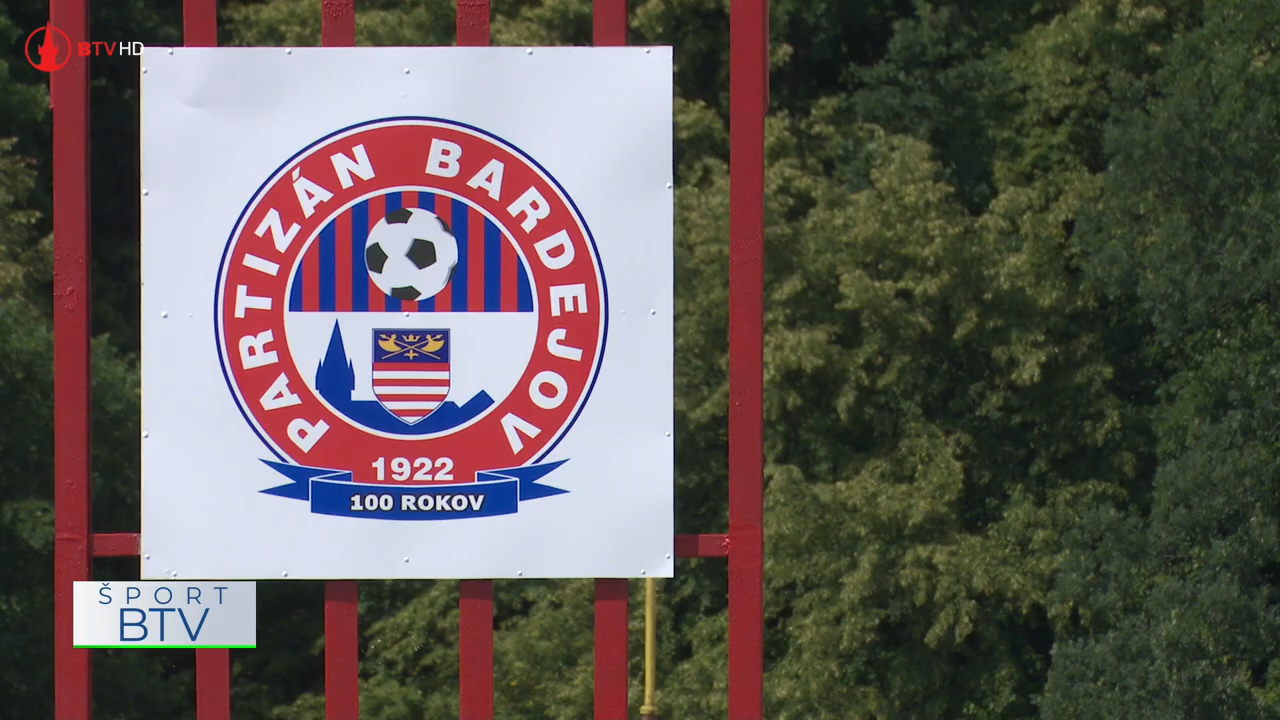 BTV HD
PARTIZÁN BARDEJOV
1922
100 ROKOV
ŠPORT
BTV